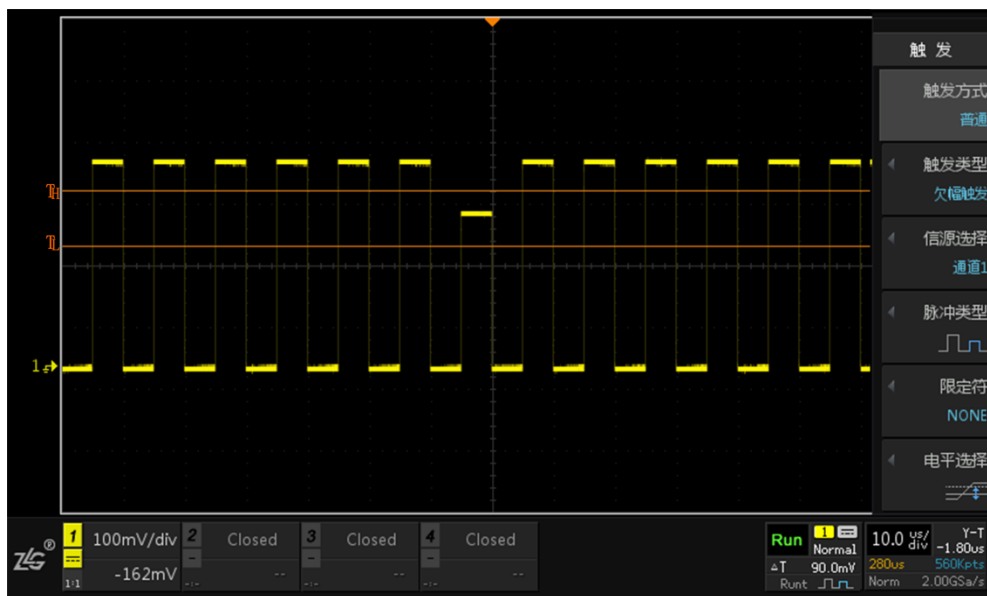 触 发
触发方式
普通
TH
触发类型
欠幅触发
TL
信源选择
通道1
脉冲类型
1
限定符
NONE
电平选择
ZLG®
1
100mV/div
2
Closed
3
Closed
4
Closed
1:1
-162mV
-:-
--
-:-
--
-:-
--
Run
1
Normal
△T
90.0mV
Runt
10.0 us/div
Y-T
-1.80us
280us
560Kpts
Norm
2.00GSa/s